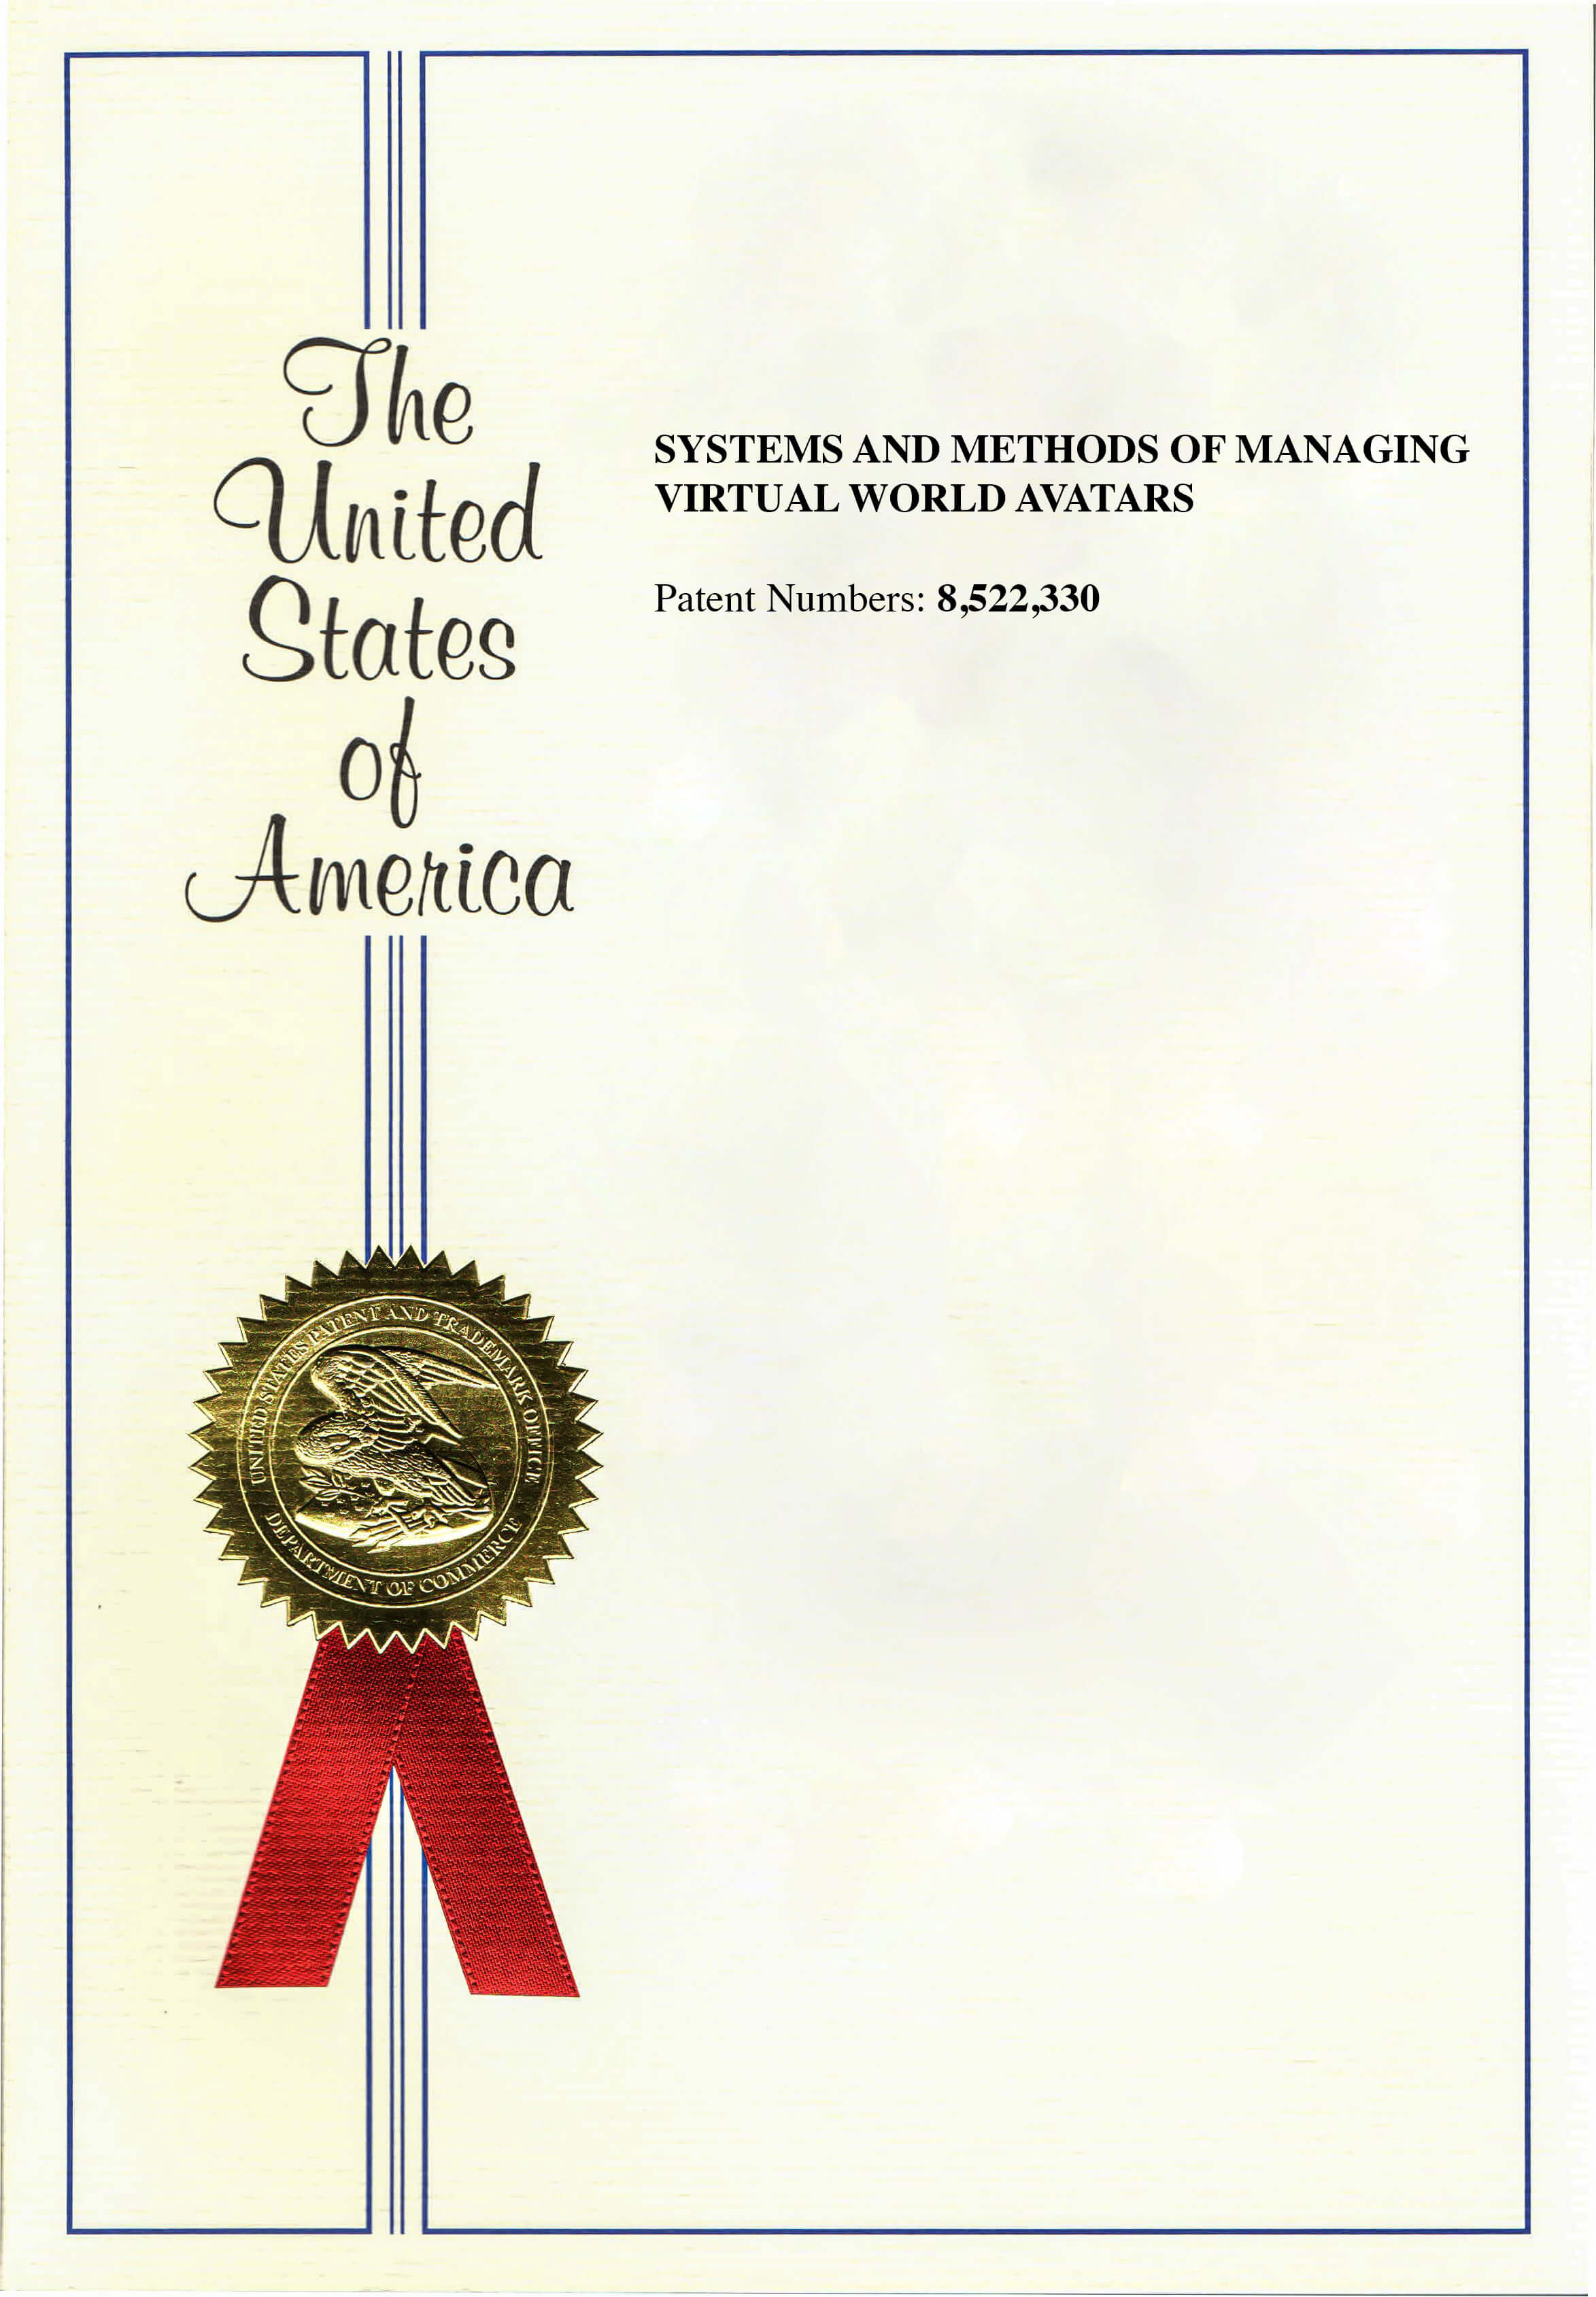 The
United
States
of
America
SYSTEMS AND METHODS OF MANAGING
VIRTUAL WORLD AVATARS
Patent Numbers: 8,522,330
UNITED STATES PATENT AND TRADEMARK OFFICE
DEPARTMENT OF COMMERCE